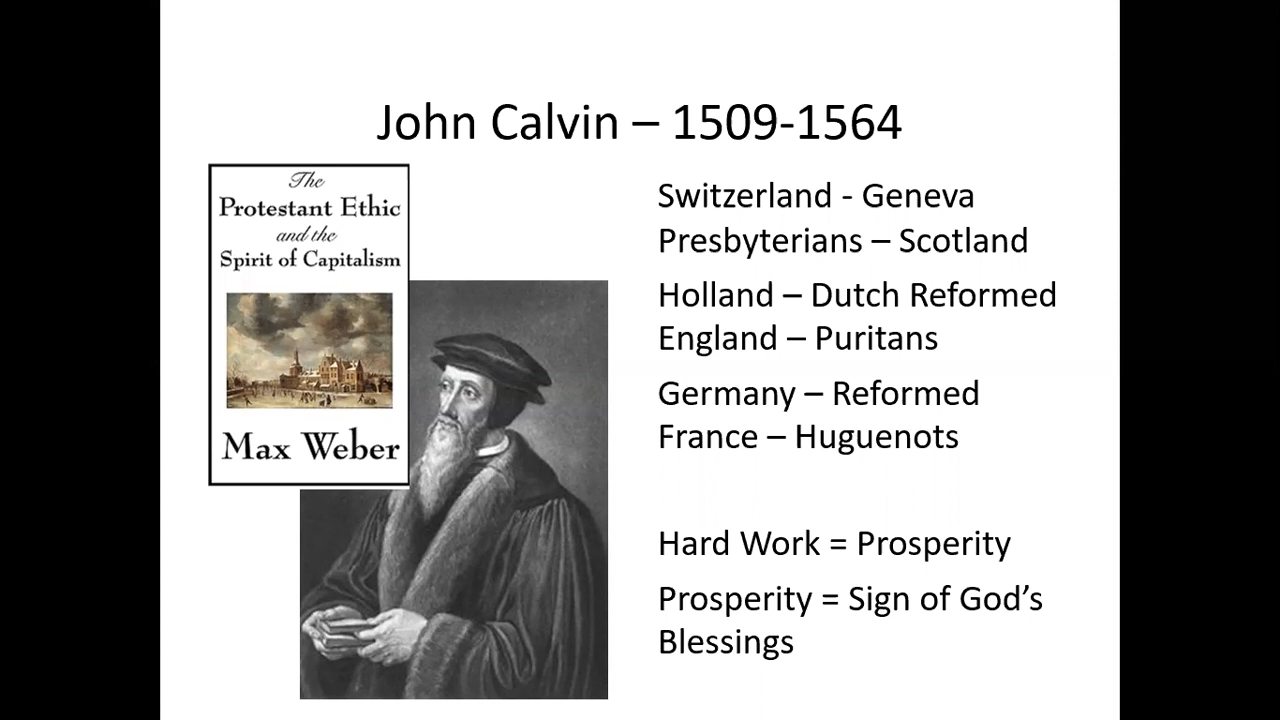 John Calvin – 1509-1564
The
Protestant Ethic
and the
Spirit of Capitalism
Max Weber
Switzerland - Geneva
Presbyterians – Scotland
Holland – Dutch Reformed
England – Puritans
Germany – Reformed
France – Huguenots
Hard Work = Prosperity
Prosperity = Sign of God’s
Blessings